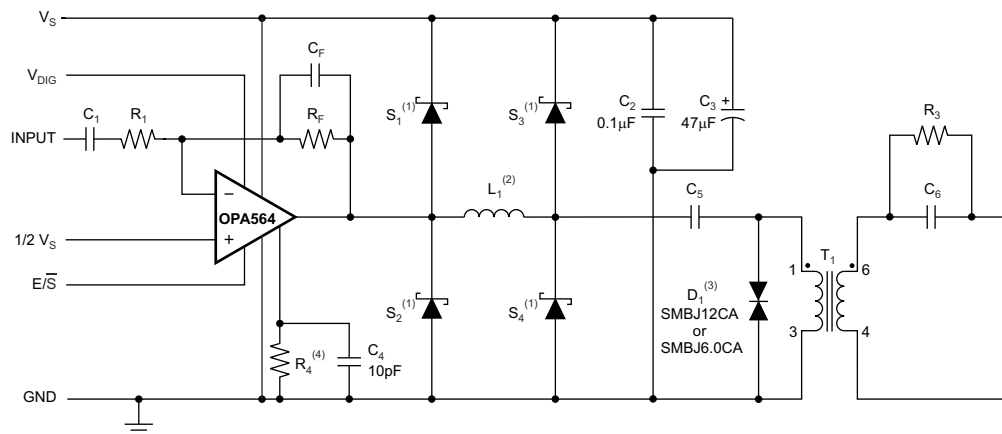 V_S
V_DIG
INPUT
C_1
R_1
C_F
R_F
−
OPA564
+
1/2 V_S
E/S̅
GND
R_4^(4)
C_4
10pF
S_1^(1)
S_2^(1)
L_1^(2)
S_3^(1)
S_4^(1)
C_2
0.1μF
C_3
47μF
+
C_5
D_1^(3)
SMBJ12CA
or
SMBJ6.0CA
T_1
1
3
6
4
R_3
C_6